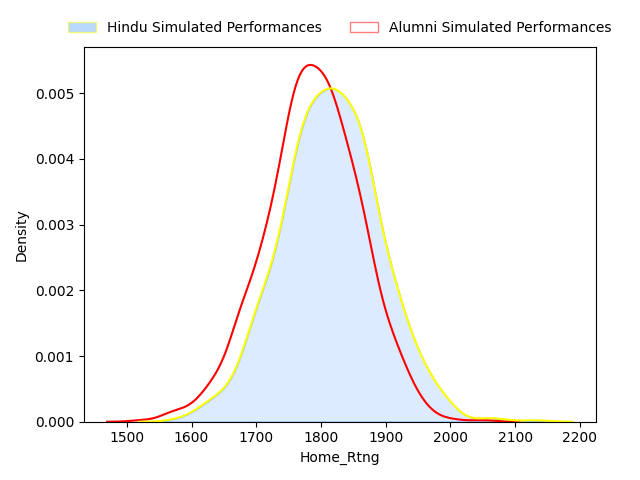 Hindu Simulated Performances
Alumni Simulated Performances
Density
0.005
0.004
0.003
0.002
0.001
0.000
1500 1600 1700 1800 1900 2000 2100 2200
Home_Rtng